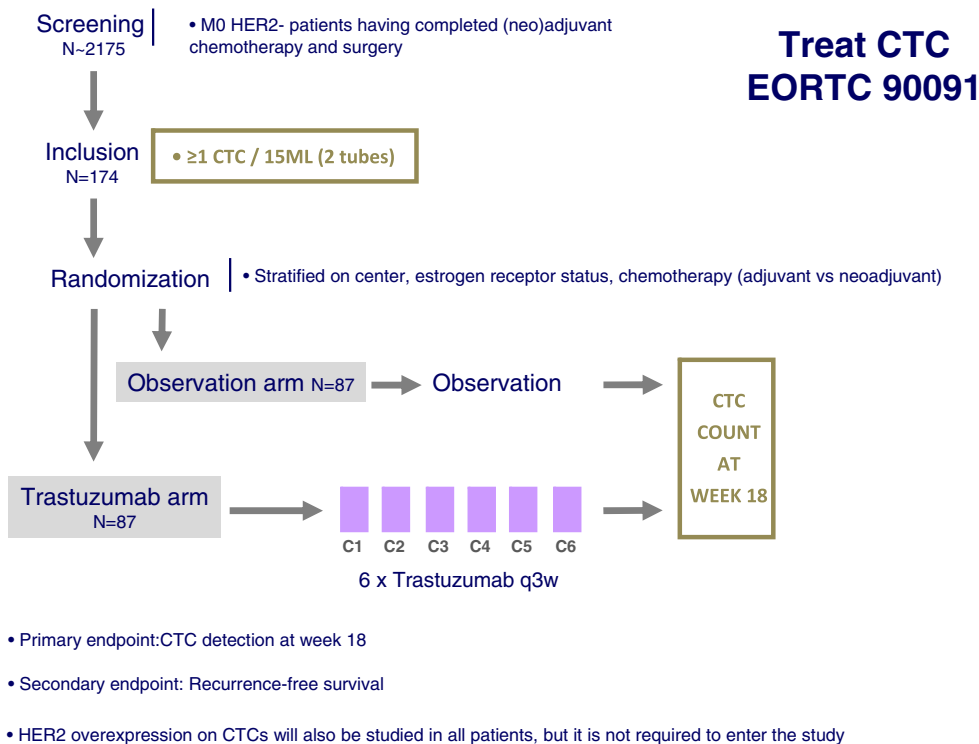 Screening
N~2175
• M0 HER2- patients having completed (neo)adjuvant
chemotherapy and surgery
Treat CTC
EORTC 90091
Inclusion
N=174
• ≥1 CTC / 15ML (2 tubes)
Randomization
• Stratified on center, estrogen receptor status, chemotherapy (adjuvant vs neoadjuvant)
Observation arm N=87
Observation
CTC
COUNT
AT
WEEK 18
Trastuzumab arm
N=87
C1 C2 C3 C4 C5 C6
6 x Trastuzumab q3w
• Primary endpoint:CTC detection at week 18
• Secondary endpoint: Recurrence-free survival
• HER2 overexpression on CTCs will also be studied in all patients, but it is not required to enter the study